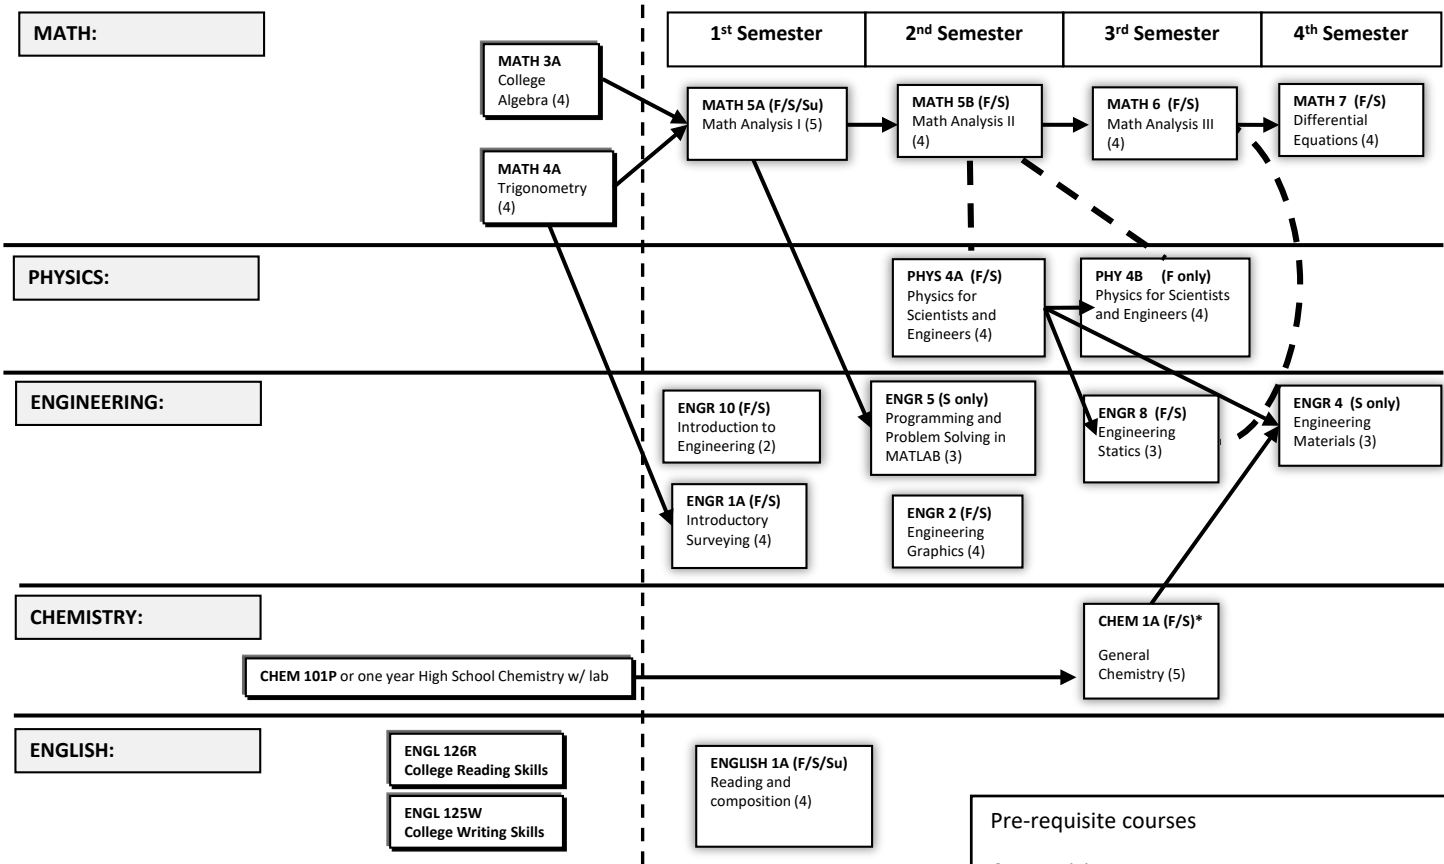 MATH:
1st Semester
2nd Semester
3rd Semester
4th Semester
MATH 3A
College
Algebra (4)
MATH 4A
Trigonometry
(4)
MATH 5A (F/S/Su)
Math Analysis I (5)
MATH 5B (F/S)
Math Analysis II
(4)
MATH 6 (F/S)
Math Analysis III
(4)
MATH 7 (F/S)
Differential
Equations (4)
PHYSICS:
PHYS 4A (F/S)
Physics for
Scientists and
Engineers (4)
PHY 4B (F only)
Physics for Scientists
and Engineers (4)
ENGINEERING:
ENGR 10 (F/S)
Introduction to
Engineering (2)
ENGR 1A (F/S)
Introductory
Surveying (4)
ENGR 5 (S only)
Programming and
Problem Solving in
MATLAB (3)
ENGR 2 (F/S)
Engineering
Graphics (4)
ENGR 8 (F/S)
Engineering
Statics (3)
ENGR 4 (S only)
Engineering
Materials (3)
CHEMISTRY:
CHEM 101P or one year High School Chemistry w/ lab
CHEM 1A (F/S)*
General
Chemistry (5)
ENGLISH:
ENGL 126R
College Reading Skills
ENGL 125W
College Writing Skills
ENGLISH 1A (F/S/Su)
Reading and
composition (4)
Pre-requisite courses